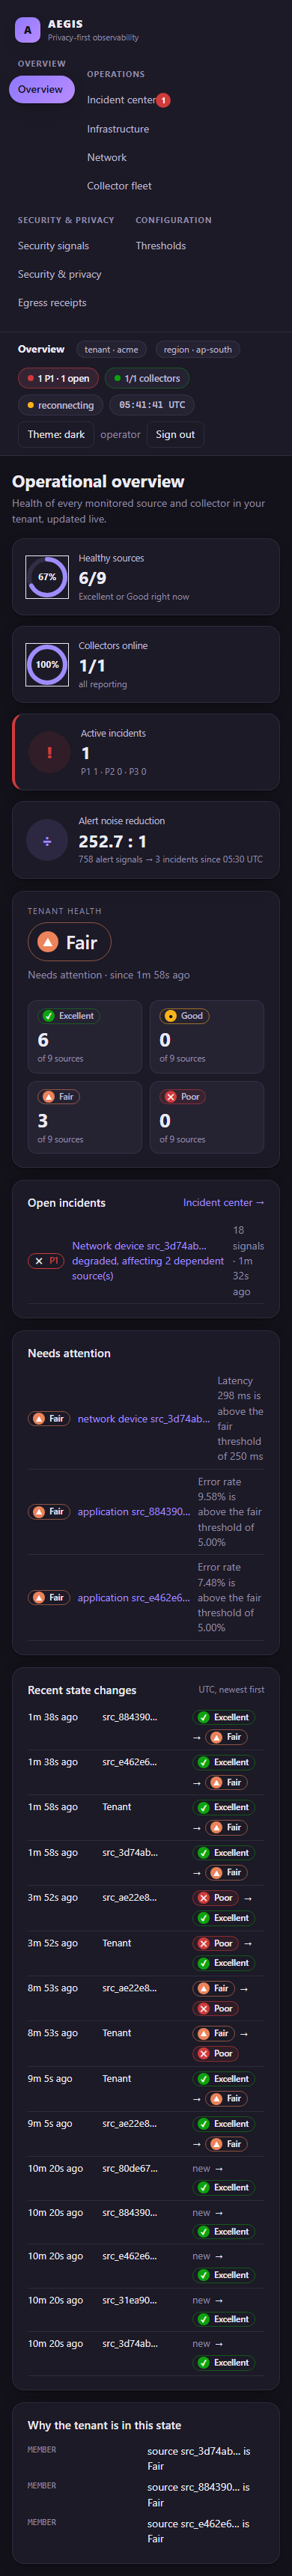 A
AEGIS
Privacy-first observability
OVERVIEW
Overview
OPERATIONS
Incident center 1
Infrastructure
Network
Collector fleet
SECURITY & PRIVACY
Security signals
Security & privacy
Egress receipts
CONFIGURATION
Thresholds
Overview
tenant · acme
region · ap-south
1 P1 · 1 open
1/1 collectors
reconnecting
05:41:41 UTC
Theme: dark
operator
Sign out
Operational overview
Health of every monitored source and collector in your
tenant, updated live.
67%
Healthy sources
6/9
Excellent or Good right now
100%
Collectors online
1/1
all reporting
!
Active incidents
1
P1 1 · P2 0 · P3 0
÷
Alert noise reduction
252.7 : 1
758 alert signals → 3 incidents since 05:30 UTC
TENANT HEALTH
Fair
Needs attention · since 1m 58s ago
Excellent
6
of 9 sources
Good
0
of 9 sources
Fair
3
of 9 sources
Poor
0
of 9 sources
Open incidents
Incident center →
P1
Network device src_3d74ab…
degraded, affecting 2 dependent
source(s)
18
signals
· 1m
32s
ago
Needs attention
Fair
network device src_3d74ab…
Latency
298 ms is
above the
fair
threshold
of 250 ms
Fair
application src_884390…
Error rate
9.58% is
above the fair
threshold of
5.00%
Fair
application src_e462e6…
Error rate
7.48% is
above the fair
threshold of
5.00%
Recent state changes
UTC, newest first
1m 38s ago src_884390… Excellent
→ Fair
1m 38s ago src_e462e6… Excellent
→ Fair
1m 58s ago Tenant Excellent
→ Fair
1m 58s ago src_3d74ab… Excellent
→ Fair
3m 52s ago src_ae22e8… Poor →
Excellent
3m 52s ago Tenant Poor →
Excellent
8m 53s ago src_ae22e8… Fair →
Poor
8m 53s ago Tenant Fair →
Poor
9m 5s ago Tenant Excellent
→ Fair
9m 5s ago src_ae22e8… Excellent
→ Fair
10m 20s ago src_80de67… new →
Excellent
10m 20s ago src_884390… new →
Excellent
10m 20s ago src_e462e6… new →
Excellent
10m 20s ago src_31ea90… new →
Excellent
10m 20s ago src_3d74ab… new →
Excellent
Why the tenant is in this state
MEMBER source src_3d74ab… is
Fair
MEMBER source src_884390… is
Fair
MEMBER source src_e462e6… is
Fair